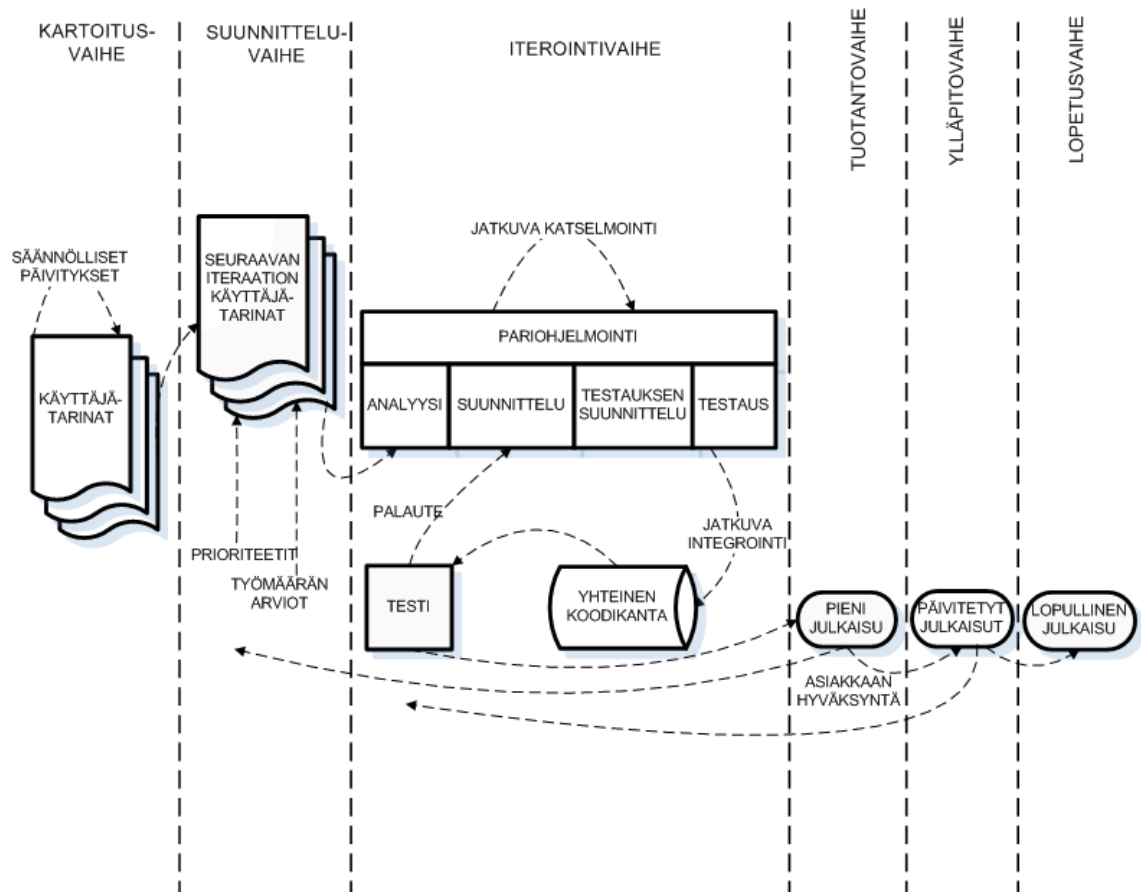 KARTOITUS-
VAIHE
SUUNNITTELU-
VAIHE
ITEROINTIVAIHE
TUOTANTOVAIHE
YLLÄPITOVAIHE
LOPETUSVAIHE
SÄÄNNÖLLISET
PÄIVITYKSET
KÄYTTÄJÄ-
TARINAT
SEURAAVAN
ITERAATION
KÄYTTÄJÄ-
TARINAT
PRIORITEETIT
TYÖMÄÄRÄN
ARVIOT
JATKUVA KATSELMOINTI
PARIOHJELMOINTI
ANALYYSI
SUUNNITTELU
TESTAUKSEN
SUUNNITTELU
TESTAUS
PALAUTE
JATKUVA
INTEGROINTI
TESTI
YHTEINEN
KOODIKANTA
PIENI
JULKAISU
PÄIVITETYT
JULKAISUT
LOPULLINEN
JULKAISU
ASIAKKAAN
HYVÄKSYNTÄ